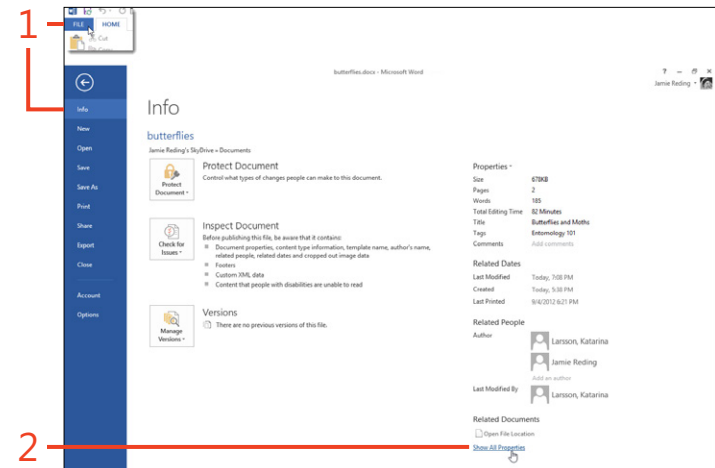 1
FILE HOME
Cut
Copy
butterflies.docx - Microsoft Word
Jamie Reding
Info
New
Open
Save
Save As
Print
Share
Export
Close
Account
Options
Info
butterflies
Jamie Reding's SkyDrive » Documents
Protect
Document
Protect Document
Control what types of changes people can make to this document.
Check for
Issues
Inspect Document
Before publishing this file, be aware that it contains:
Document properties, content type information, template name, author's name,
related people, related dates and cropped out image data
Footers
Custom XML data
Content that people with disabilities are unable to read
Manage
Versions
Versions
There are no previous versions of this file.
Properties
Size 678KB
Pages 2
Words 185
Total Editing Time 82 Minutes
Title Butterflies and Moths
Tags Entomology 101
Comments Add comments
Related Dates
Last Modified Today, 7:08 PM
Created Today, 5:38 PM
Last Printed 9/4/2012 6:21 PM
Related People
Author Larsson, Katarina
Jamie Reding
Add an author
Last Modified By Larsson, Katarina
Related Documents
Open File Location
Show All Properties
2